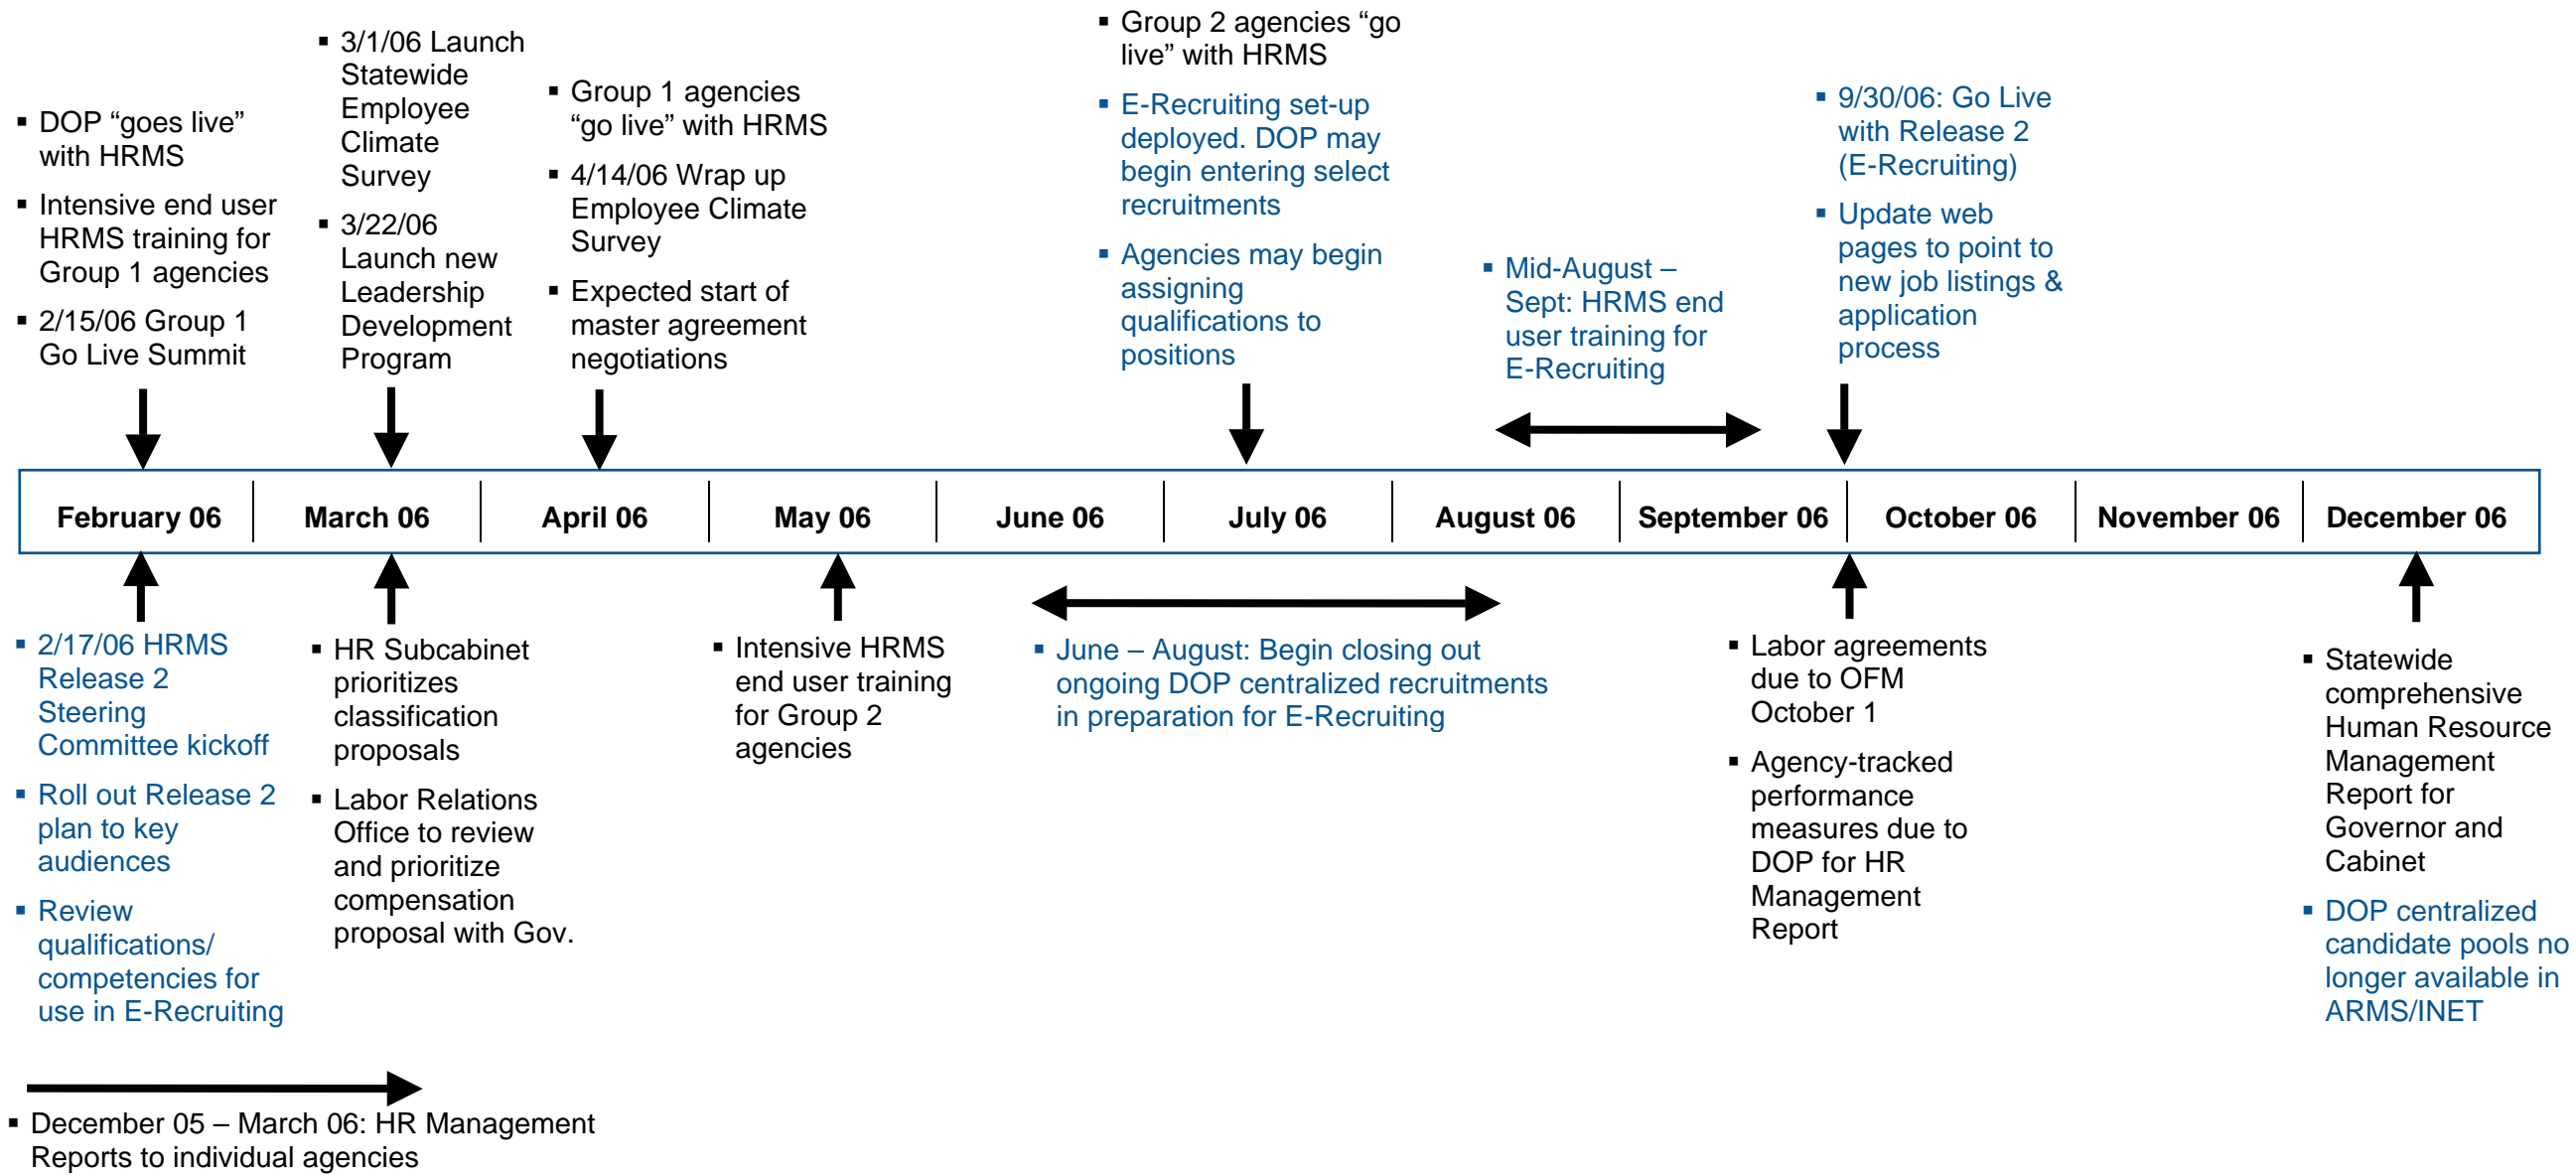 ▪ DOP “goes live”
with HRMS
▪ Intensive end user
HRMS training for
Group 1 agencies
▪ 2/15/06 Group 1
Go Live Summit
▪ 3/1/06 Launch
Statewide
Employee
Climate
Survey
▪ 3/22/06
Launch new
Leadership
Development
Program
▪ Group 1 agencies
“go live” with HRMS
▪ 4/14/06 Wrap up
Employee Climate
Survey
▪ Expected start of
master agreement
negotiations
▪ Group 2 agencies “go
live” with HRMS
▪ E-Recruiting set-up
deployed. DOP may
begin entering select
recruitments
▪ Agencies may begin
assigning
qualifications to
positions
▪ Mid-August –
Sept: HRMS end
user training for
E-Recruiting
▪ 9/30/06: Go Live
with Release 2
(E-Recruiting)
▪ Update web
pages to point to
new job listings &
application
process
February 06
March 06
April 06
May 06
June 06
July 06
August 06
September 06
October 06
November 06
December 06
▪ 2/17/06 HRMS
Release 2
Steering
Committee kickoff
▪ Roll out Release 2
plan to key
audiences
▪ Review
qualifications/
competencies for
use in E-Recruiting
▪ HR Subcabinet
prioritizes
classification
proposals
▪ Labor Relations
Office to review
and prioritize
compensation
proposal with Gov.
▪ Intensive HRMS
end user training
for Group 2
agencies
▪ June – August: Begin closing out
ongoing DOP centralized recruitments
in preparation for E-Recruiting
▪ Labor agreements
due to OFM
October 1
▪ Agency-tracked
performance
measures due to
DOP for HR
Management
Report
▪ Statewide
comprehensive
Human Resource
Management
Report for
Governor and
Cabinet
▪ DOP centralized
candidate pools no
longer available in
ARMS/INET
▪ December 05 – March 06: HR Management
Reports to individual agencies